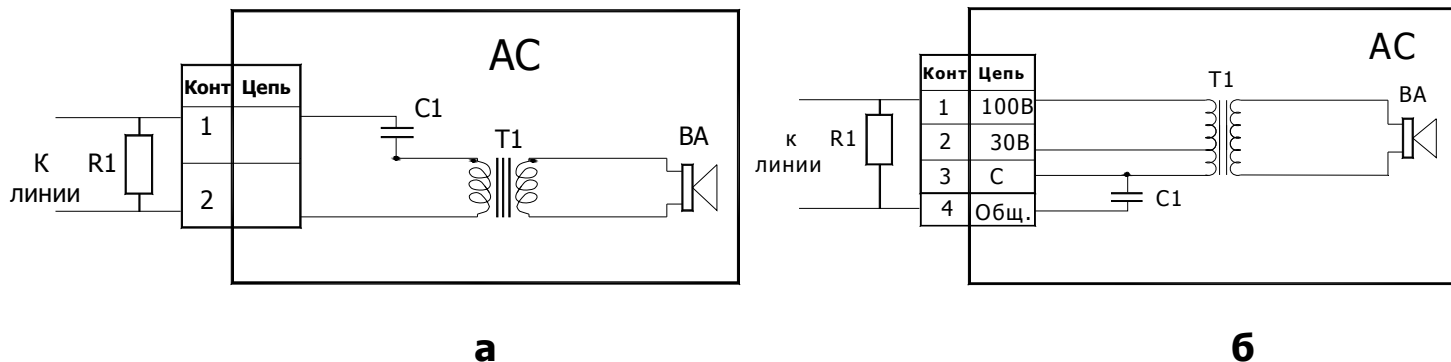 АС
Конт Цепь
1
2
К
линии
R1
C1
T1
BA
а
АС
Конт Цепь
1 100В
2 30В
3 С
4 Общ.
к
линии
R1
T1
BA
C1
б